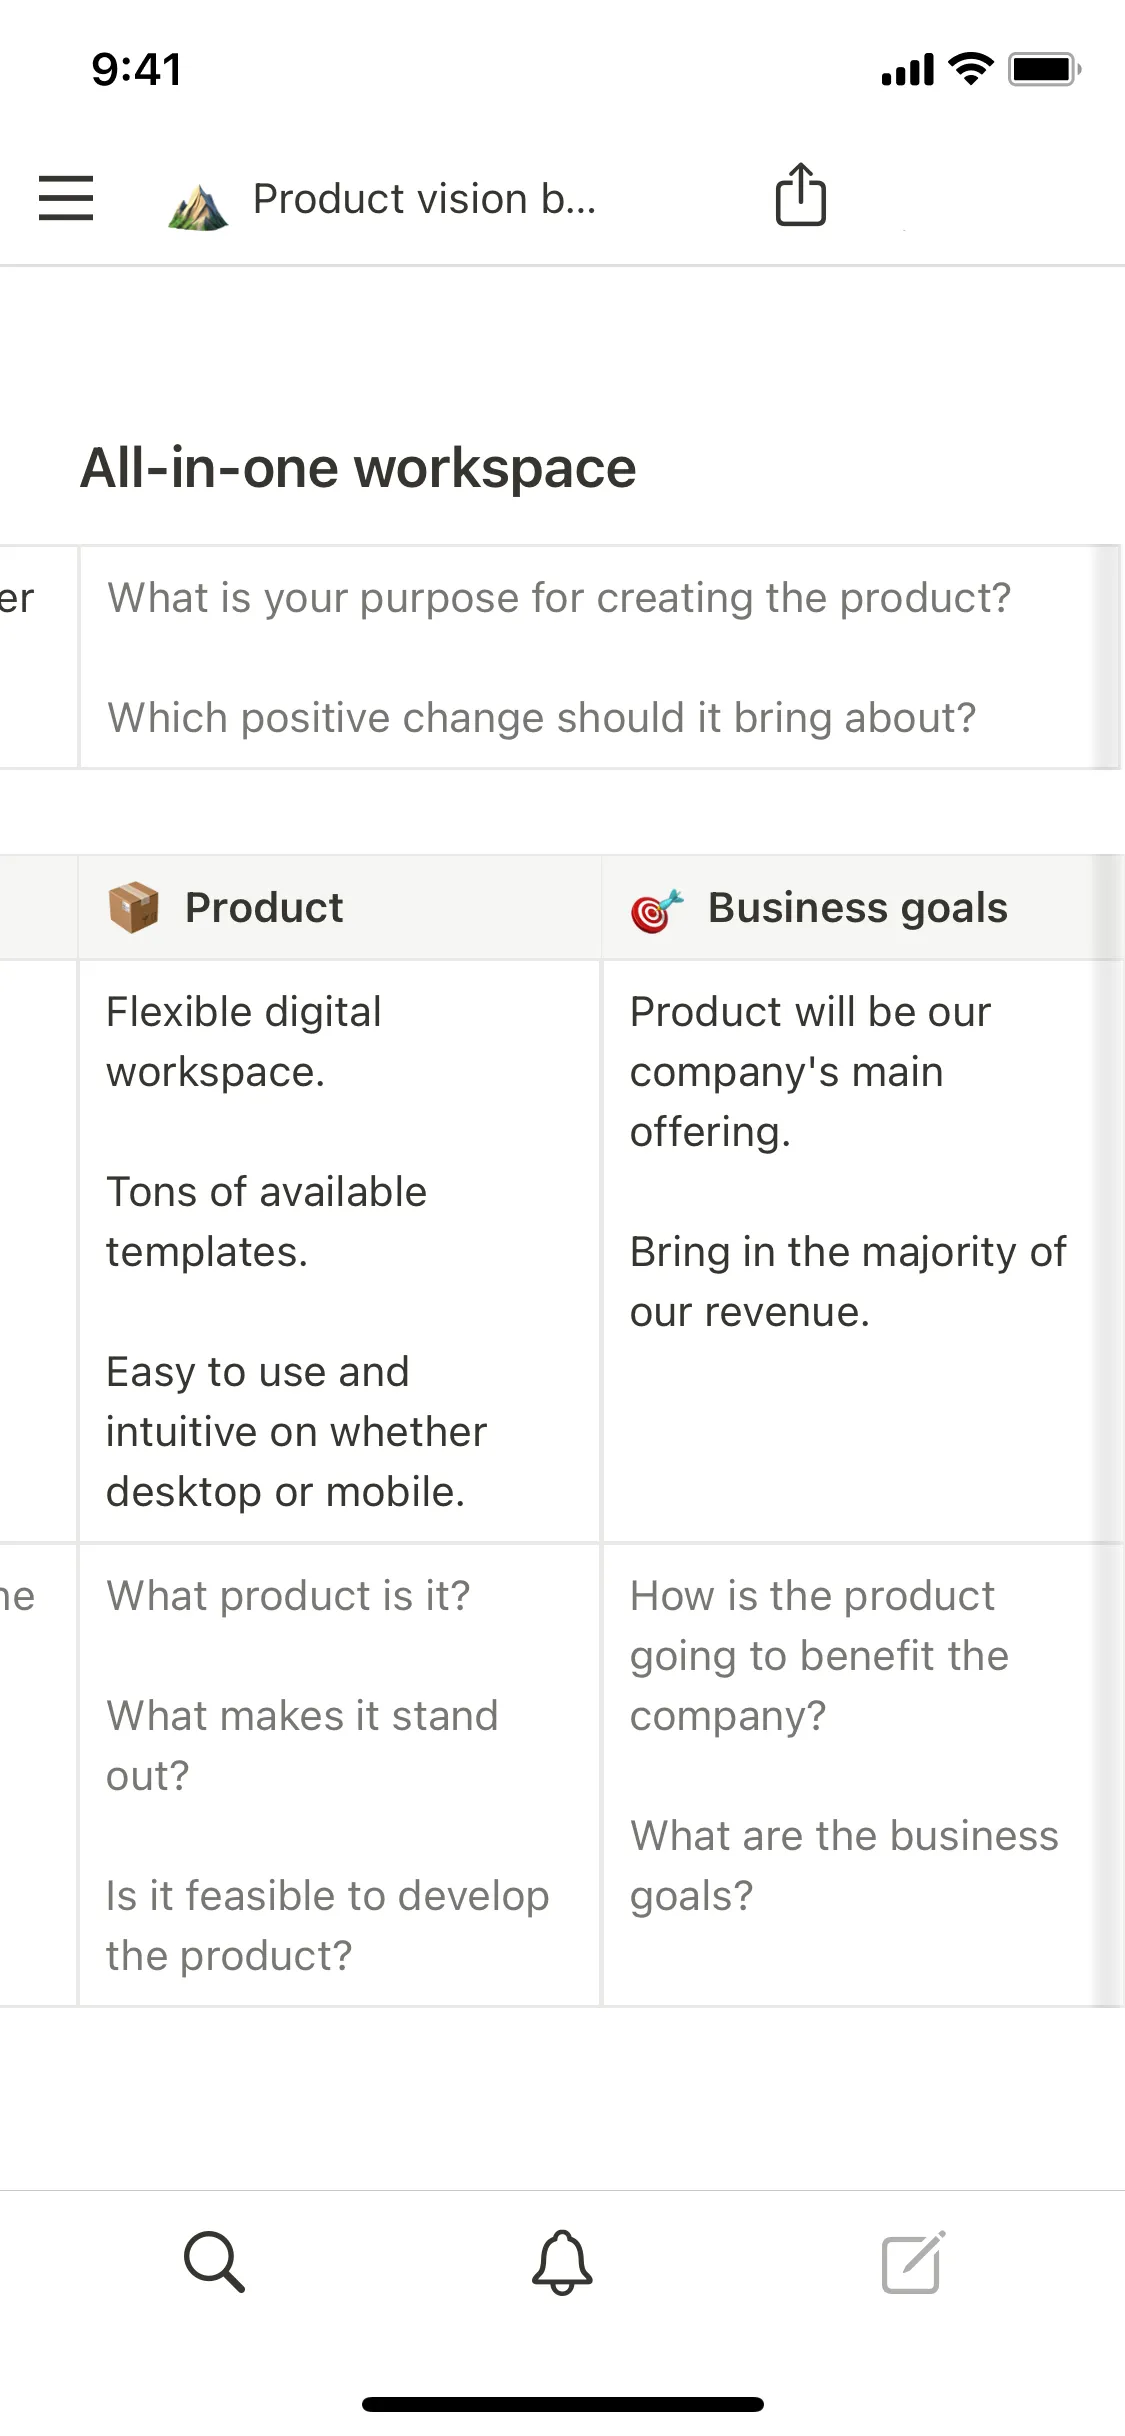 9:41
Product vision b...
All-in-one workspace
er
What is your purpose for creating the product?
Which positive change should it bring about?
Product
Business goals
Flexible digital
workspace.
Tons of available
templates.
Easy to use and
intuitive on whether
desktop or mobile.
Product will be our
company's main
offering.
Bring in the majority of
our revenue.
What product is it?
What makes it stand
out?
Is it feasible to develop
the product?
How is the product
going to benefit the
company?
What are the business
goals?